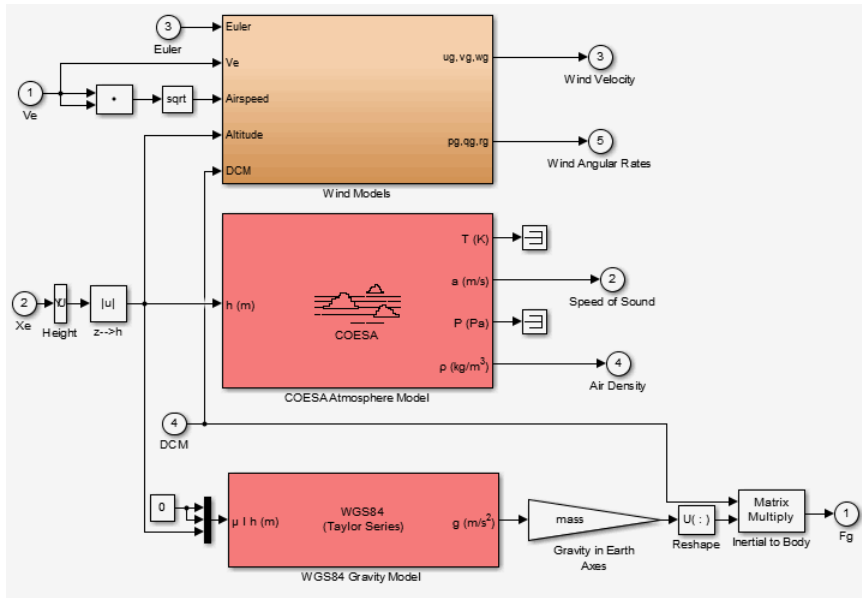 3
Euler
Euler
Ve
1
Ve
sqrt
Airspeed
Altitude
DCM
ug,vg,wg
3
Wind Velocity
pg,qg,rg
5
Wind Angular Rates
Wind Models
T (K)
a (m/s)
2
Speed of Sound
h (m)
COESA
P (Pa)
ρ (kg/m³)
4
Air Density
COESA Atmosphere Model
2
Xe
Height
|u|
z-->h
4
DCM
0
μ l h (m)
WGS84
(Taylor Series)
g (m/s²)
WGS84 Gravity Model
mass
Gravity in Earth
Axes
U( : )
Reshape
Matrix
Multiply
Inertial to Body
1
Fg